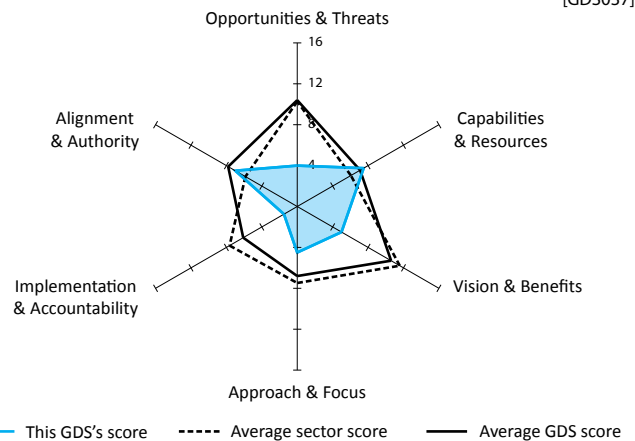 [GDS037]
Opportunities & Threats
16
12
8
4
Alignment
& Authority
Capabilities
& Resources
Implementation
& Accountability
Vision & Benefits
Approach & Focus
This GDS's score
Average sector score
Average GDS score